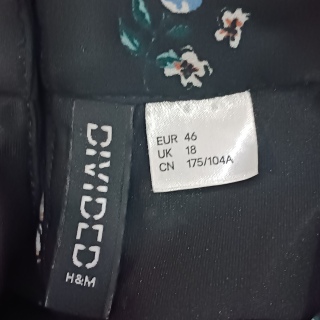 DIVIDED
H&M
EUR 46
UK 18
CN 175/104A